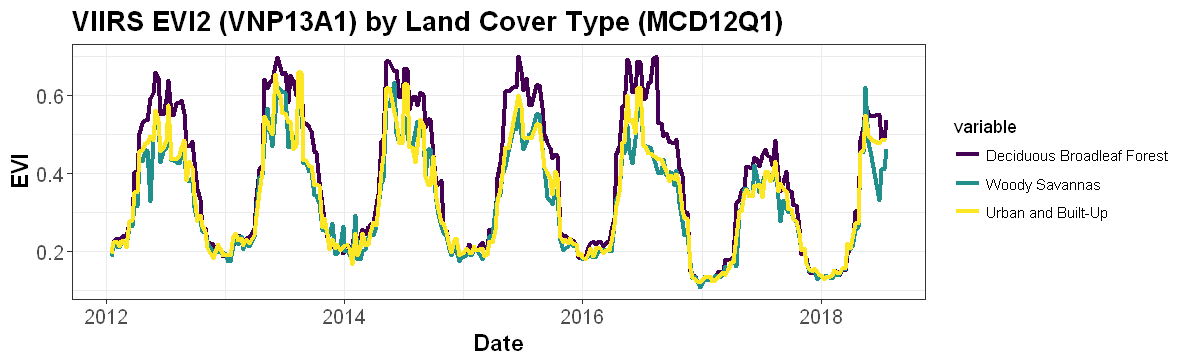 VIIRS EVI2 (VNP13A1) by Land Cover Type (MCD12Q1)
EVI
0.6
0.4
0.2
2012 2014 2016 2018
Date
variable
Deciduous Broadleaf Forest
Woody Savannas
Urban and Built-Up